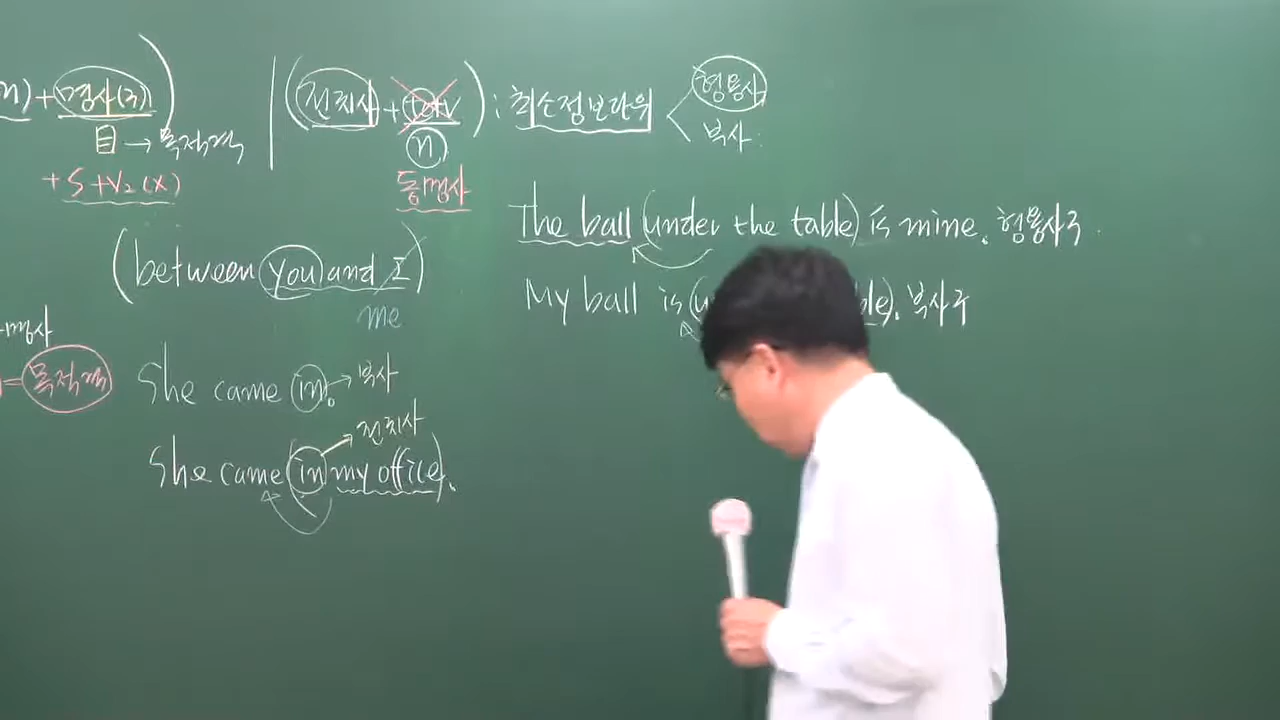 n)+명사(구)
目 → 목적격
+ S+V₂(X)
(전치사 + to V) : 최소정보단위
n
동명사
형용사
부사
(between you and I)
me
명사
= 목적격
She came in. → 부사
→ 전치사
She came (in my office).
The ball (under the table) is mine. 형용사구
My ball is (u ble). 부사구